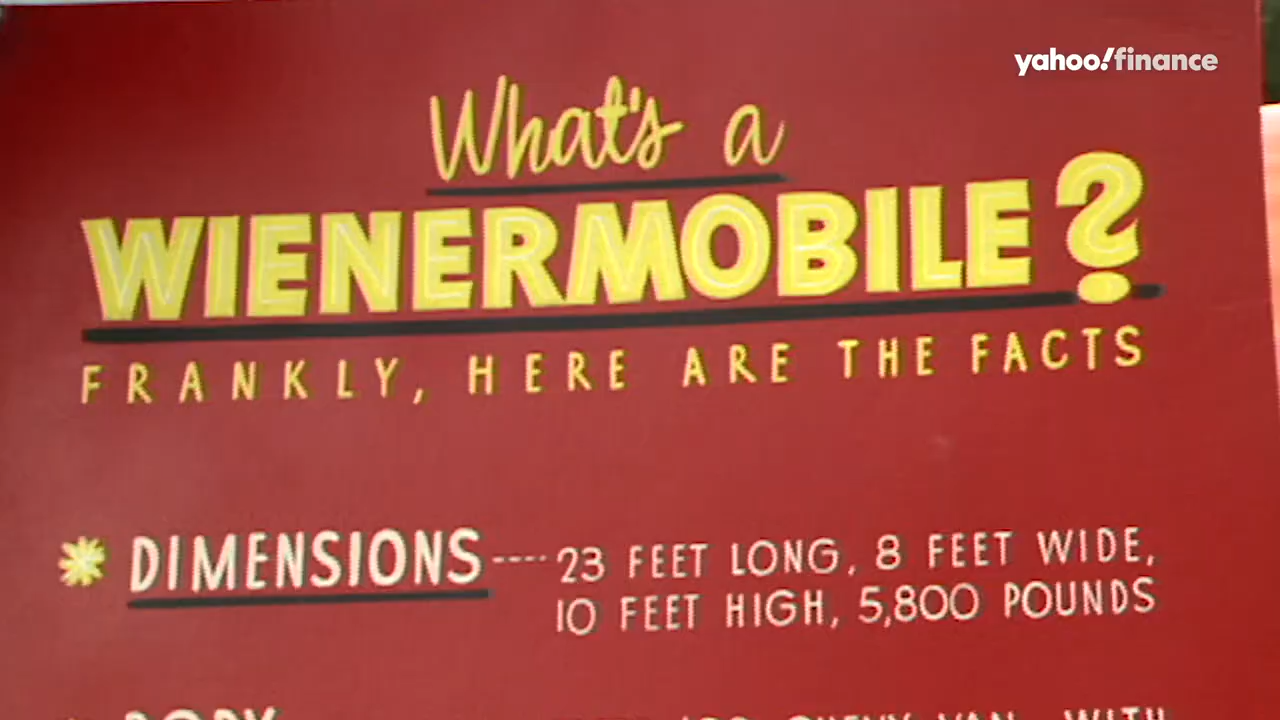 yahoo!finance
What's a
WIENERMOBILE?
FRANKLY, HERE ARE THE FACTS
* DIMENSIONS ---- 23 FEET LONG, 8 FEET WIDE,
10 FEET HIGH, 5,800 POUNDS